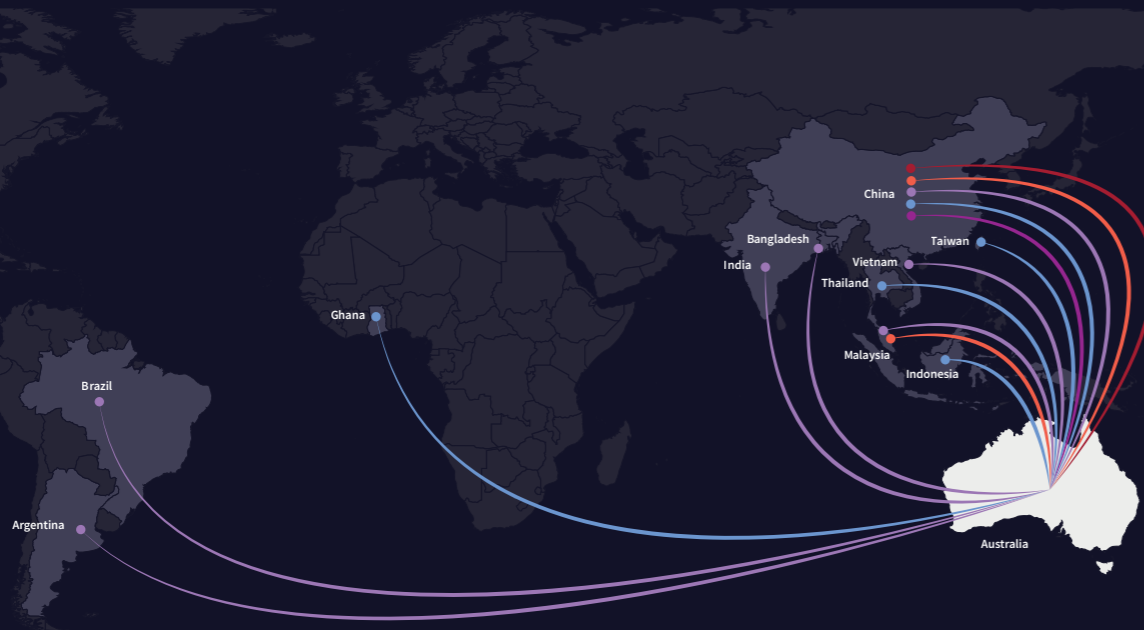 China
Bangladesh
Taiwan
India
Vietnam
Thailand
Ghana
Malaysia
Indonesia
Brazil
Argentina
Australia